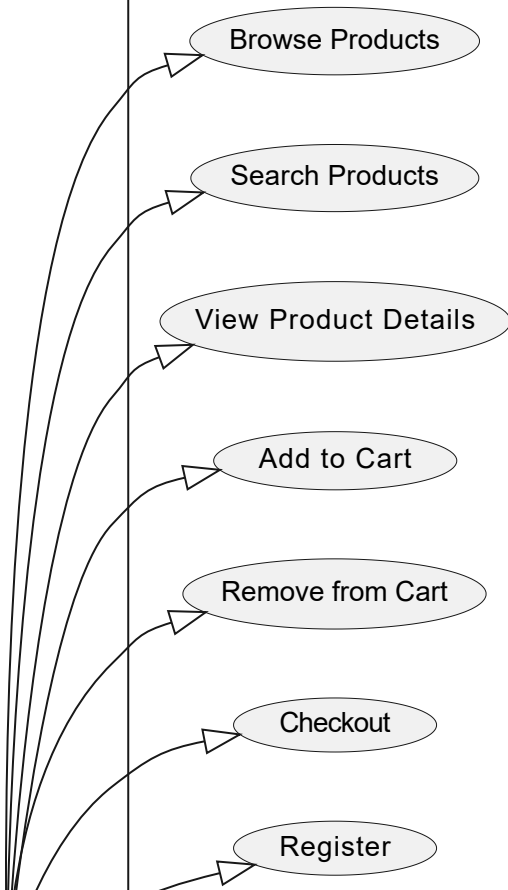 Browse Products
Search Products
View Product Details
Add to Cart
Remove from Cart
Checkout
Register